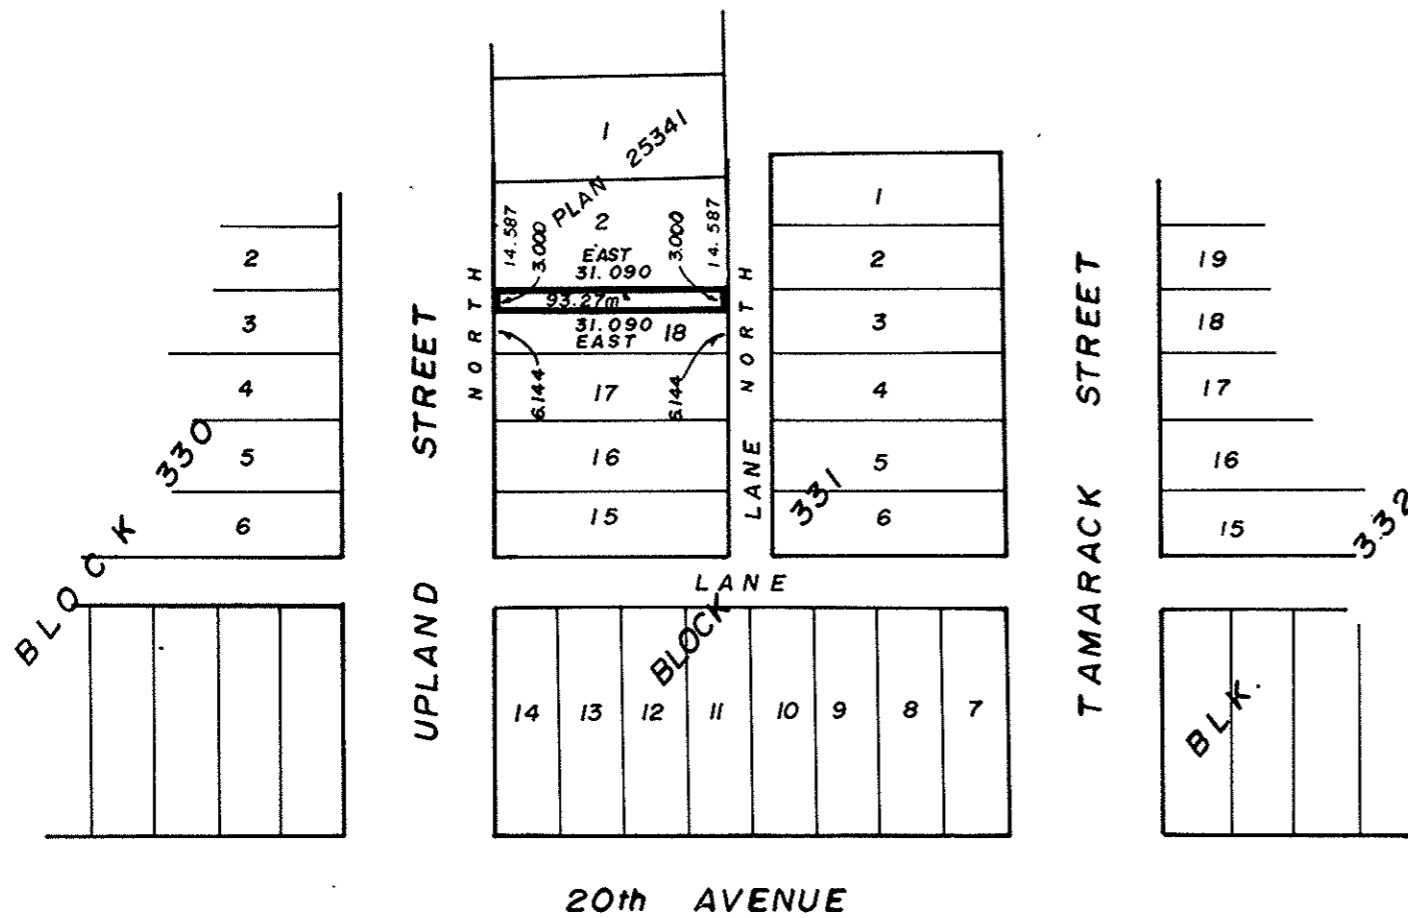 1
PLAN 25341
2
14.587
3.000
3.000
14.587
EAST
31.090
93.27m²
31.090
EAST
18
6.144
6.144
17
16
15
NORTH
NORTH
LANE
LANE
2
3
4
5
6
BLOCK 330
UPLAND STREET
1
2
3
4
5
6
BLOCK 331
14 13 12 11 10 9 8 7
TAMARACK STREET
19
18
17
16
15
BLK. 332
20th AVENUE